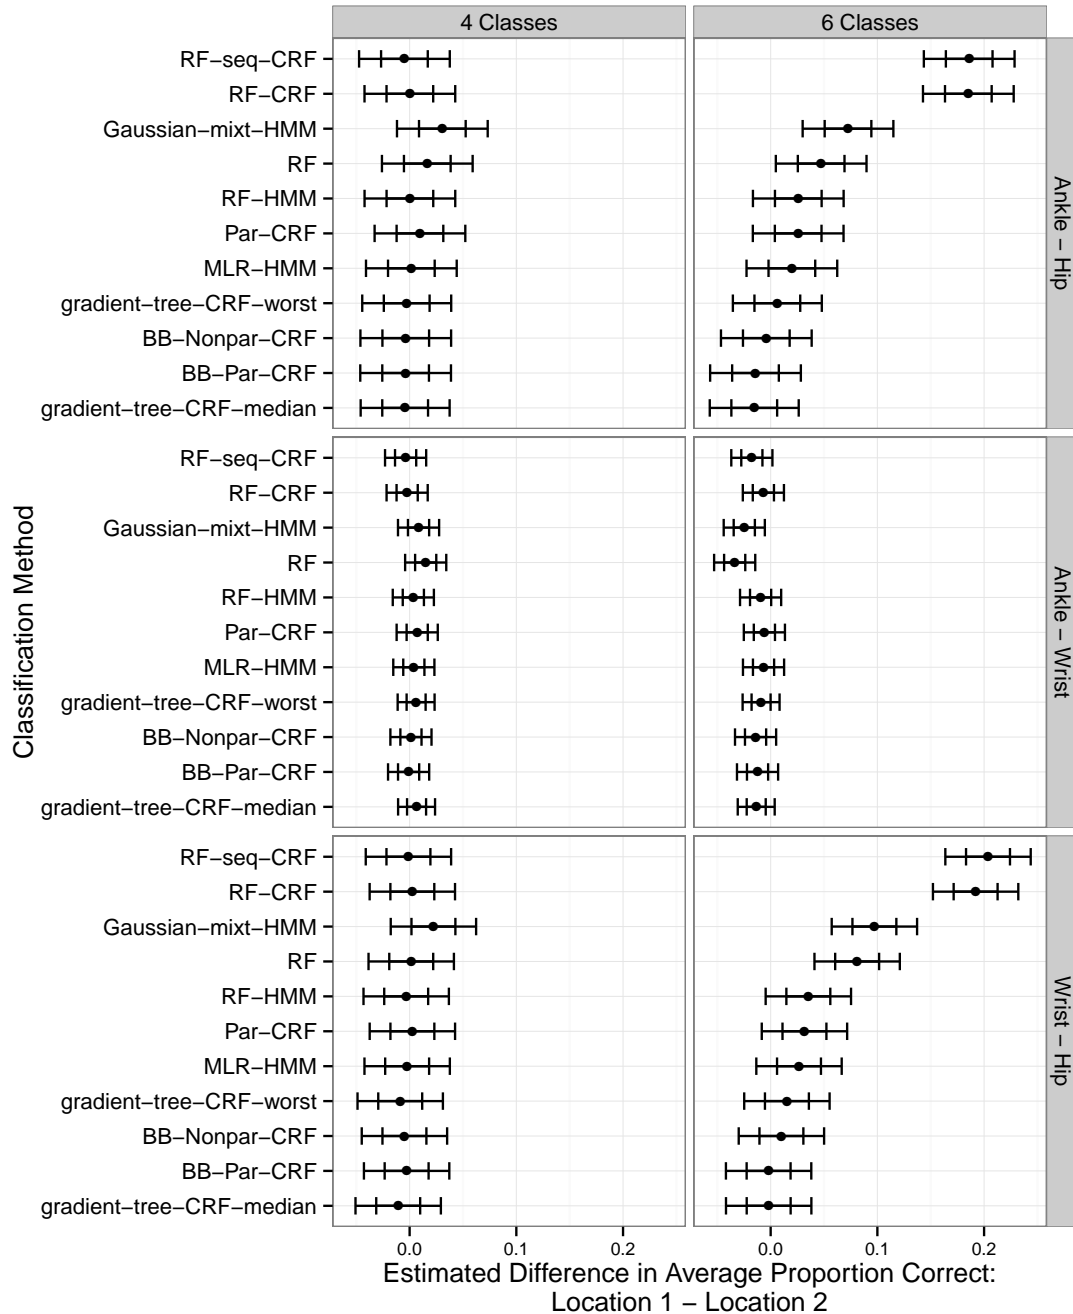 4 Classes
6 Classes
RF−seq−CRF
RF−CRF
Gaussian−mixt−HMM
RF
RF−HMM
Par−CRF
MLR−HMM
gradient−tree−CRF−worst
BB−Nonpar−CRF
BB−Par−CRF
gradient−tree−CRF−median
Ankle − Hip
RF−seq−CRF
RF−CRF
Gaussian−mixt−HMM
RF
RF−HMM
Par−CRF
MLR−HMM
gradient−tree−CRF−worst
BB−Nonpar−CRF
BB−Par−CRF
gradient−tree−CRF−median
Ankle − Wrist
RF−seq−CRF
RF−CRF
Gaussian−mixt−HMM
RF
RF−HMM
Par−CRF
MLR−HMM
gradient−tree−CRF−worst
BB−Nonpar−CRF
BB−Par−CRF
gradient−tree−CRF−median
Wrist − Hip
Classification Method
0.0 0.1 0.2
0.0 0.1 0.2
Estimated Difference in Average Proportion Correct:
Location 1 − Location 2